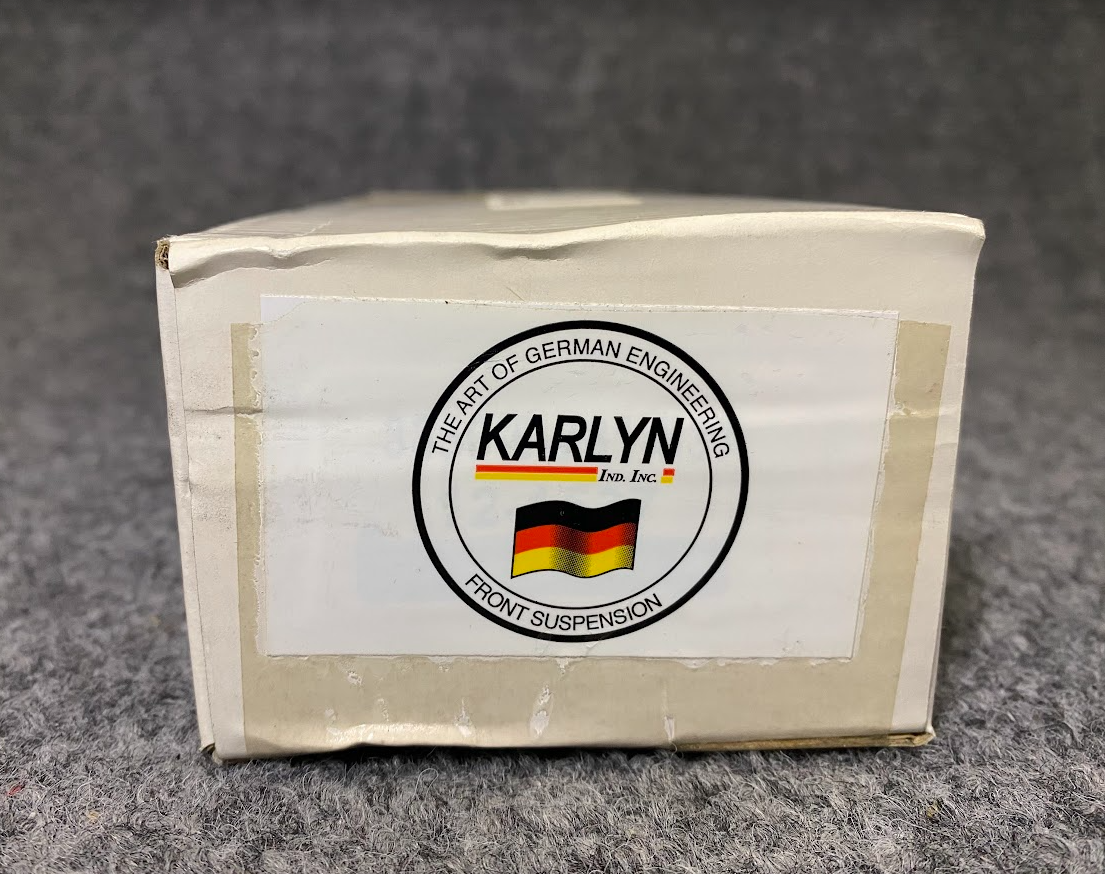 THE ART OF GERMAN ENGINEERING
KARLYN
IND. INC.
FRONT SUSPENSION